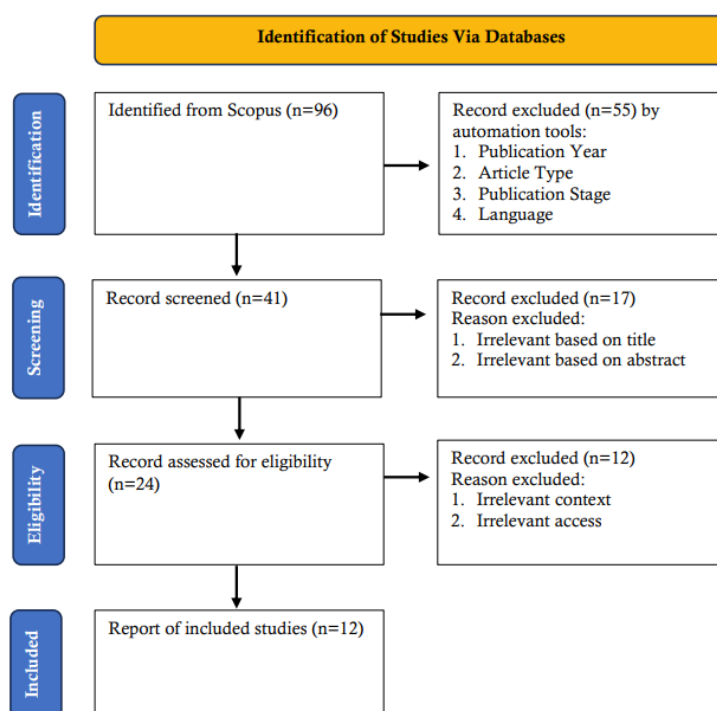 Identification of Studies Via Databases
Identification
Identified from Scopus (n=96)
Record excluded (n=55) by
automation tools:
1. Publication Year
2. Article Type
3. Publication Stage
4. Language
Screening
Record screened (n=41)
Record excluded (n=17)
Reason excluded:
1. Irrelevant based on title
2. Irrelevant based on abstract
Eligibility
Record assessed for eligibility
(n=24)
Record excluded (n=12)
Reason excluded:
1. Irrelevant context
2. Irrelevant access
Included
Report of included studies (n=12)